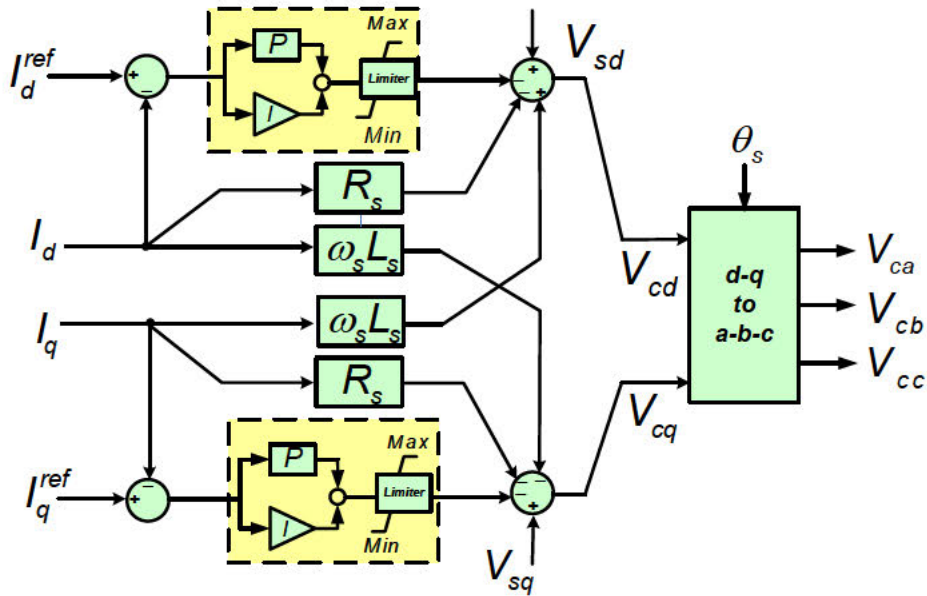 I_d^ref
+
−
P
I
Max
Limiter
Min
+
−
+
−
V_sd
θ_s
R_s
I_d
ω_s L_s
V_cd
d-q
to
a-b-c
V_ca
V_cb
V_cc
I_q
ω_s L_s
R_s
V_cq
I_q^ref
+
−
P
I
Max
Limiter
Min
−
−
−
+
V_sq